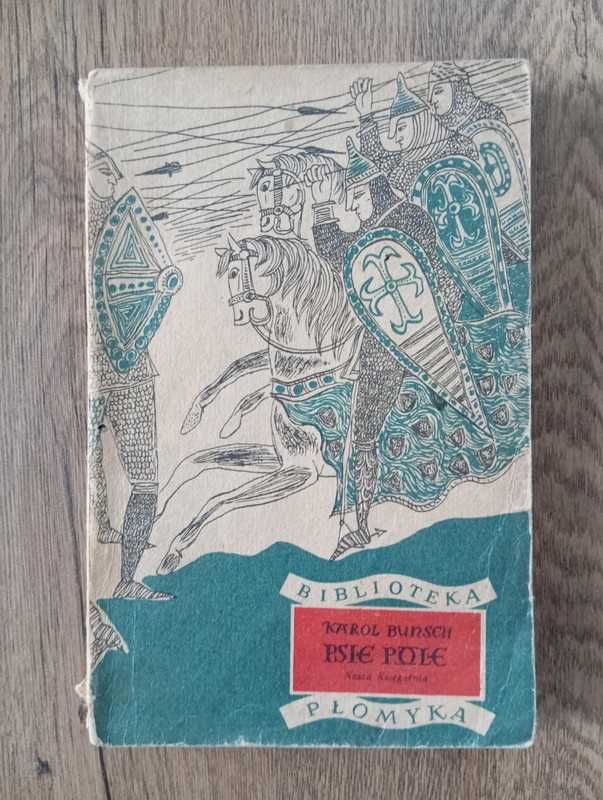 BIBLIOTEKA
KAROL BUNSCH
PSIE POLE
Nasza Księgarnia
PŁOMYKA